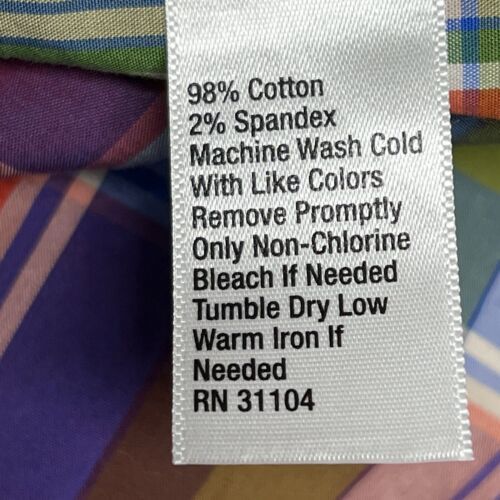 98% Cotton
2% Spandex
Machine Wash Cold
With Like Colors
Remove Promptly
Only Non-Chlorine
Bleach If Needed
Tumble Dry Low
Warm Iron If
Needed
RN 31104